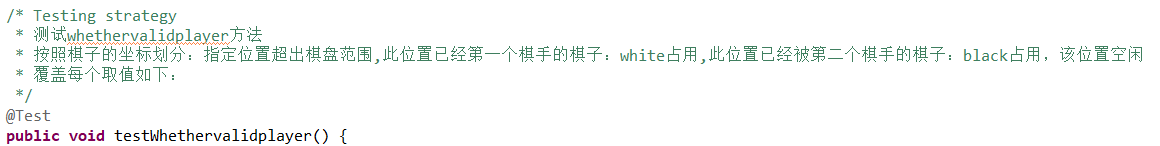 /* Testing strategy
* 测试whethervalidplayer方法
* 按照棋子的坐标划分：指定位置超出棋盘范围,此位置已经第一个棋手的棋子：white占用,此位置已经被第二个棋手的棋子：black占用，该位置空闲
* 覆盖每个取值如下：
*/
@Test
public void testWhethervalidplayer() {